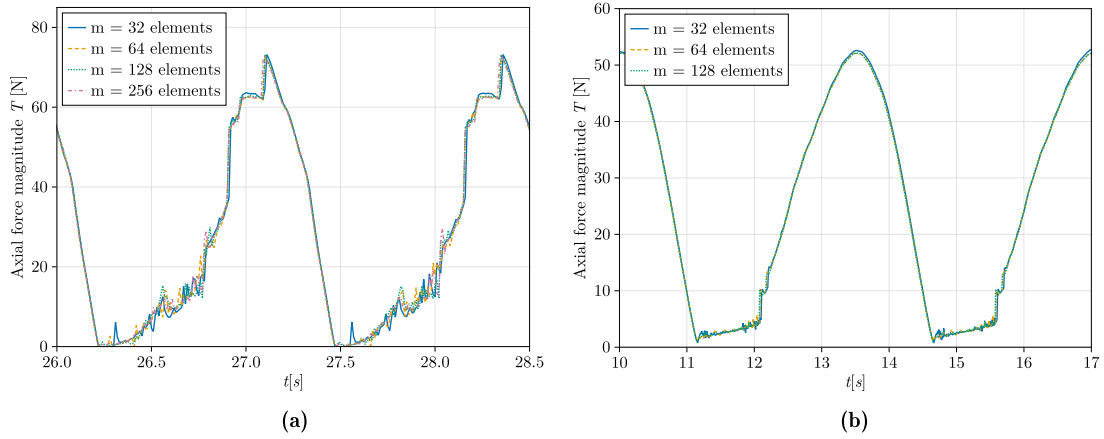 m = 32 elements
m = 64 elements
m = 128 elements
m = 256 elements
Axial force magnitude T [N]
80
60
40
20
0
26.0 26.5 27.0 27.5 28.0 28.5
t[s]
(a)
m = 32 elements
m = 64 elements
m = 128 elements
Axial force magnitude T [N]
60
50
40
30
20
10
0
10 11 12 13 14 15 16 17
t[s]
(b)